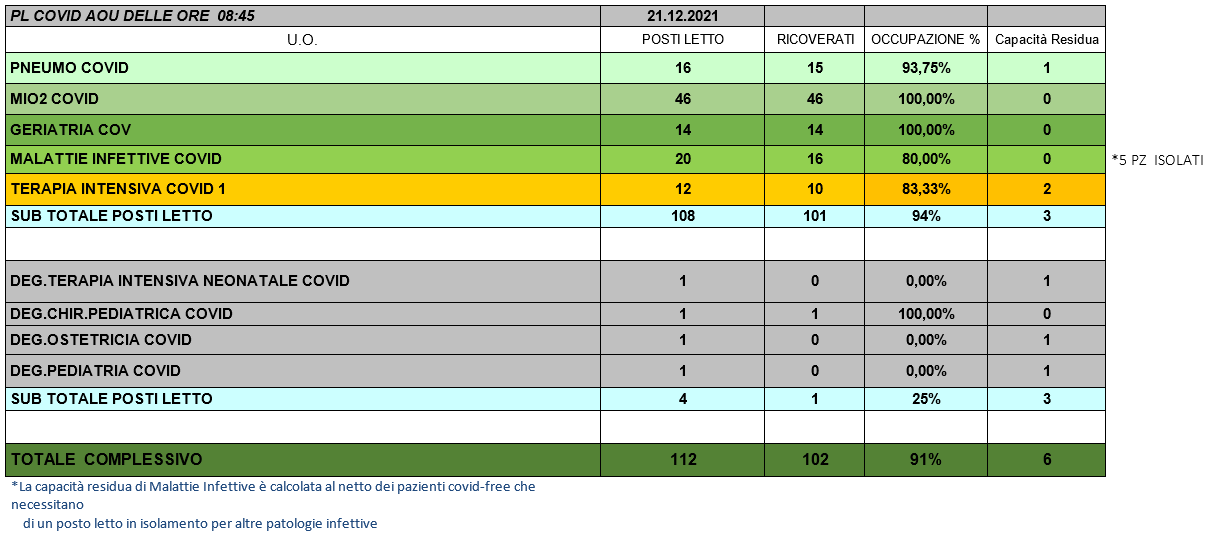 PL COVID AOU DELLE ORE  08:45 21.12.2021
U.O. POSTI LETTO RICOVERATI OCCUPAZIONE % Capacità Residua
PNEUMO COVID 16 15 93,75% 1
MIO2 COVID 46 46 100,00% 0
GERIATRIA COV 14 14 100,00% 0
MALATTIE INFETTIVE COVID 20 16 80,00% 0 *5 PZ  ISOLATI
TERAPIA INTENSIVA COVID 1 12 10 83,33% 2
SUB TOTALE POSTI LETTO 108 101 94% 3
DEG.TERAPIA INTENSIVA NEONATALE COVID 1 0 0,00% 1
DEG.CHIR.PEDIATRICA COVID 1 1 100,00% 0
DEG.OSTETRICIA COVID 1 0 0,00% 1
DEG.PEDIATRIA COVID 1 0 0,00% 1
SUB TOTALE POSTI LETTO 4 1 25% 3
TOTALE  COMPLESSIVO 112 102 91% 6
*La capacità residua di Malattie Infettive è calcolata al netto dei pazienti covid-free che
necessitano
di un posto letto in isolamento per altre patologie infettive